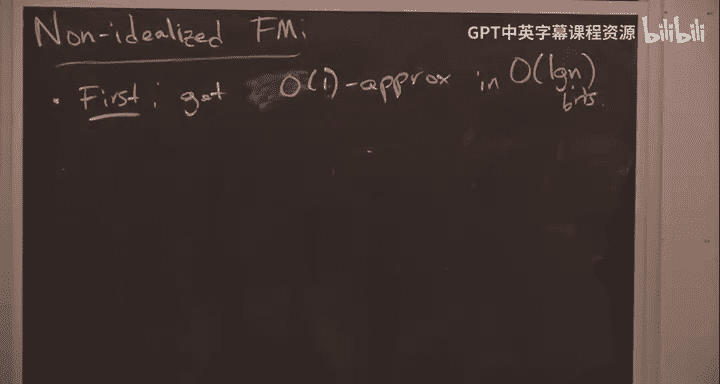 Non-idealized FM:
GPT中英字幕课程资源 bilibili
• First: get O(1)-approx in O(lgn)
bits.